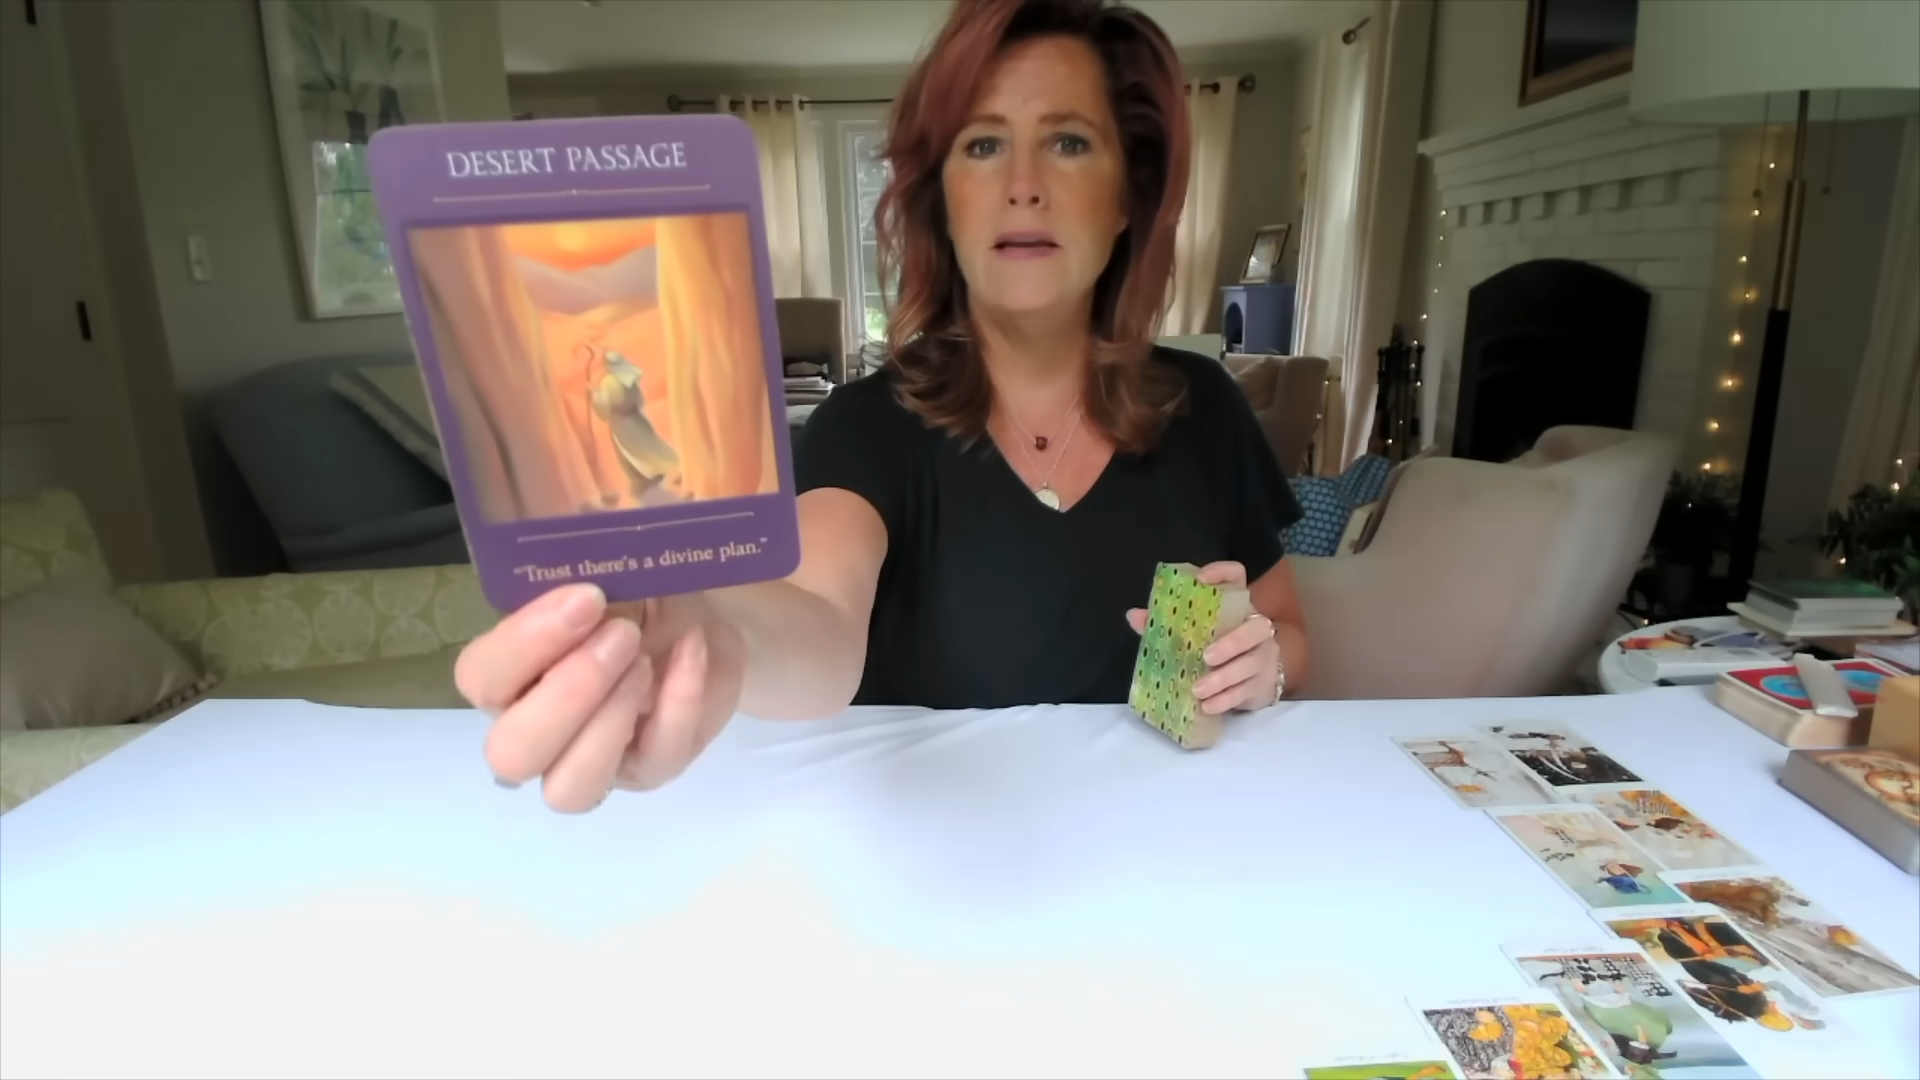 DESERT PASSAGE
“Trust there's a divine plan.”